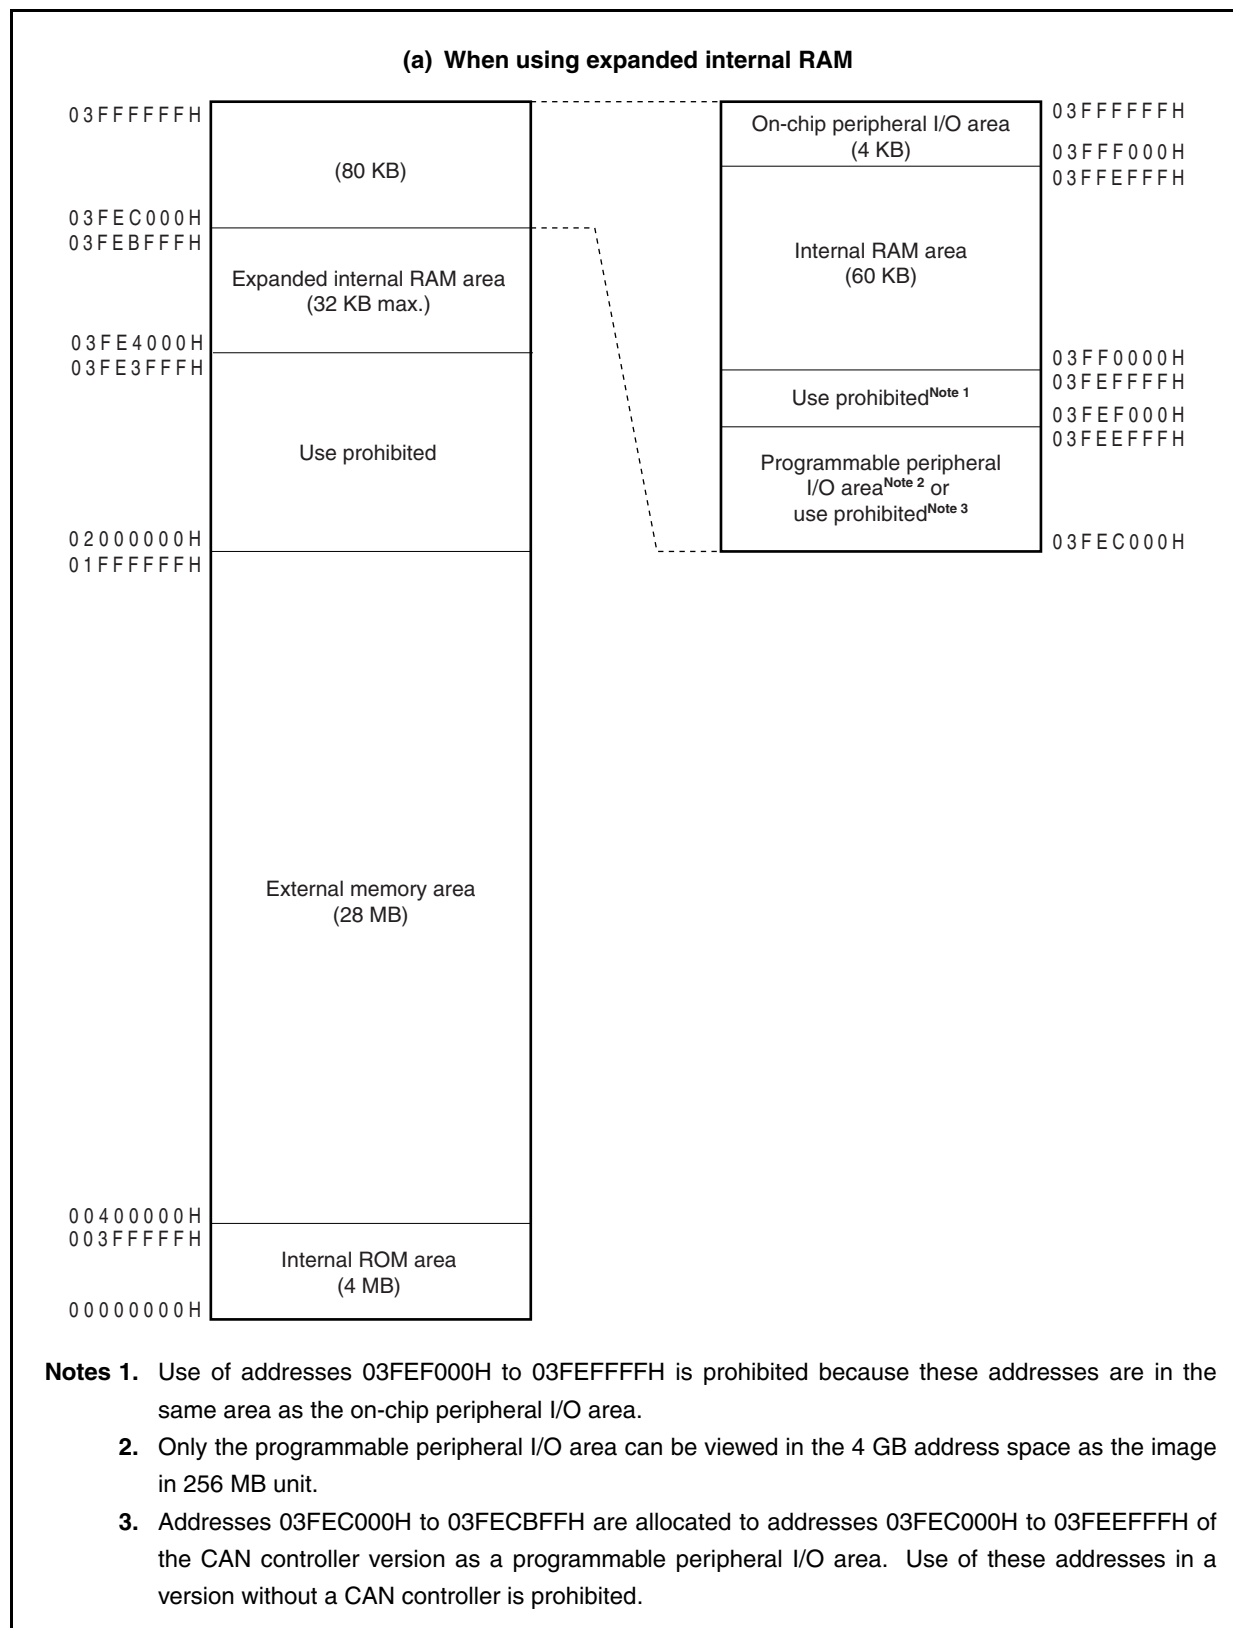 (a) When using expanded internal RAM
03FFFFFFH
(80 KB)
03FEC000H
03FEBFFFH
Expanded internal RAM area
(32 KB max.)
03FE4000H
03FE3FFFH
Use prohibited
02000000H
01FFFFFFH
External memory area
(28 MB)
00400000H
003FFFFFH
Internal ROM area
(4 MB)
00000000H
On-chip peripheral I/O area
(4 KB)
03FFFFFFH
03FFF000H
03FFEFFFH
Internal RAM area
(60 KB)
03FF0000H
03FEFFFFH
Use prohibitedNote 1
03FEF000H
03FEEFFFH
Programmable peripheral
I/O areaNote 2 or
use prohibitedNote 3
03FEC000H
Notes 1. Use of addresses 03FEF000H to 03FEFFFFH is prohibited because these addresses are in the
same area as the on-chip peripheral I/O area.
2. Only the programmable peripheral I/O area can be viewed in the 4 GB address space as the image
in 256 MB unit.
3. Addresses 03FEC000H to 03FECBFFH are allocated to addresses 03FEC000H to 03FEEFFFH of
the CAN controller version as a programmable peripheral I/O area. Use of these addresses in a
version without a CAN controller is prohibited.